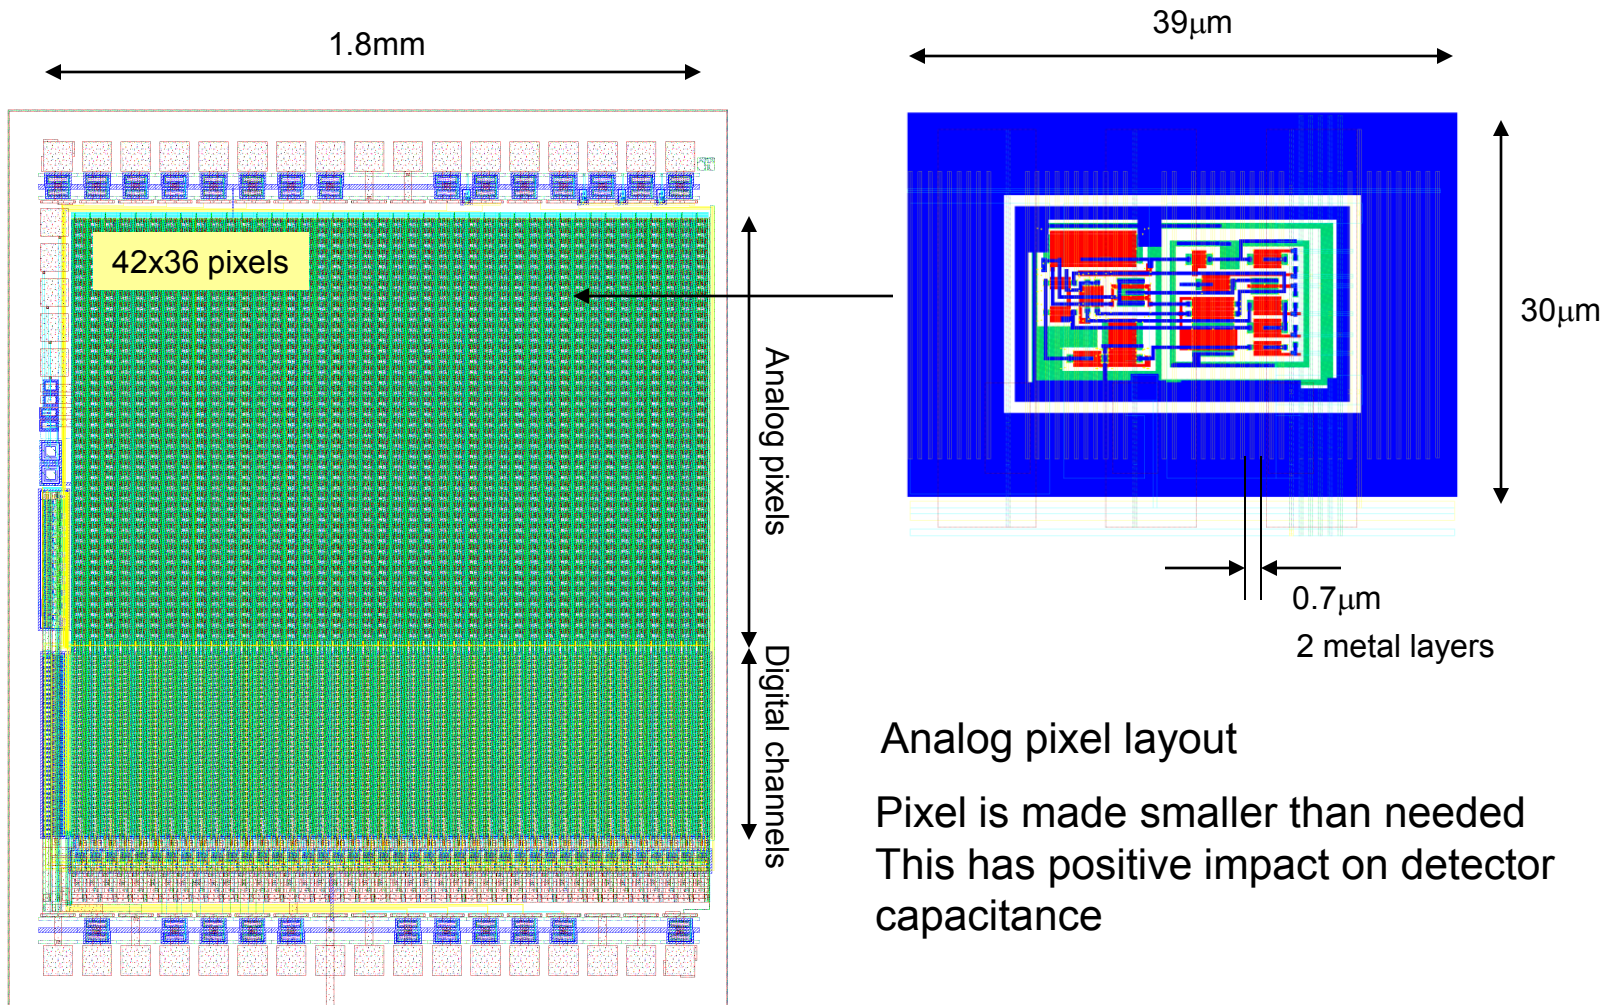 1.8mm
39μm
42x36 pixels
Analog pixels
30μm
0.7μm
2 metal layers
Digital channels
Analog pixel layout
Pixel is made smaller than needed
This has positive impact on detector
capacitance